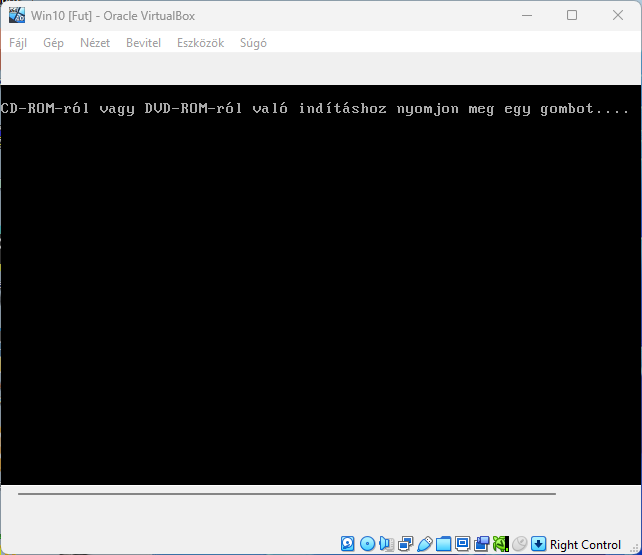 Win10 [Fut] - Oracle VirtualBox
Fájl Gép Nézet Bevitel Eszközök Súgó
CD-ROM-ról vagy DVD-ROM-ról való indításhoz nyomjon meg egy gombot....
Right Control